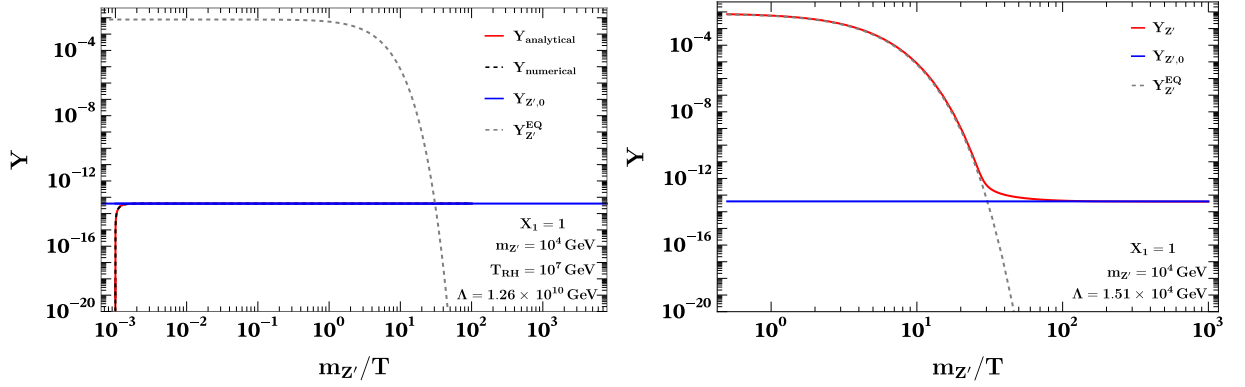 Y
10^-4
10^-8
10^-12
10^-16
10^-20
Y_analytical
Y_numerical
Y_Z',0
Y_Z'^EQ
X_1 = 1
m_Z' = 10^4 GeV
T_RH = 10^7 GeV
Λ = 1.26 × 10^10 GeV
10^-3 10^-2 10^-1 10^0 10^1 10^2 10^3
m_Z'/T
Y
10^-4
10^-8
10^-12
10^-16
10^-20
Y_Z'
Y_Z',0
Y_Z'^EQ
X_1 = 1
m_Z' = 10^4 GeV
Λ = 1.51 × 10^4 GeV
10^0 10^1 10^2 10^3
m_Z'/T